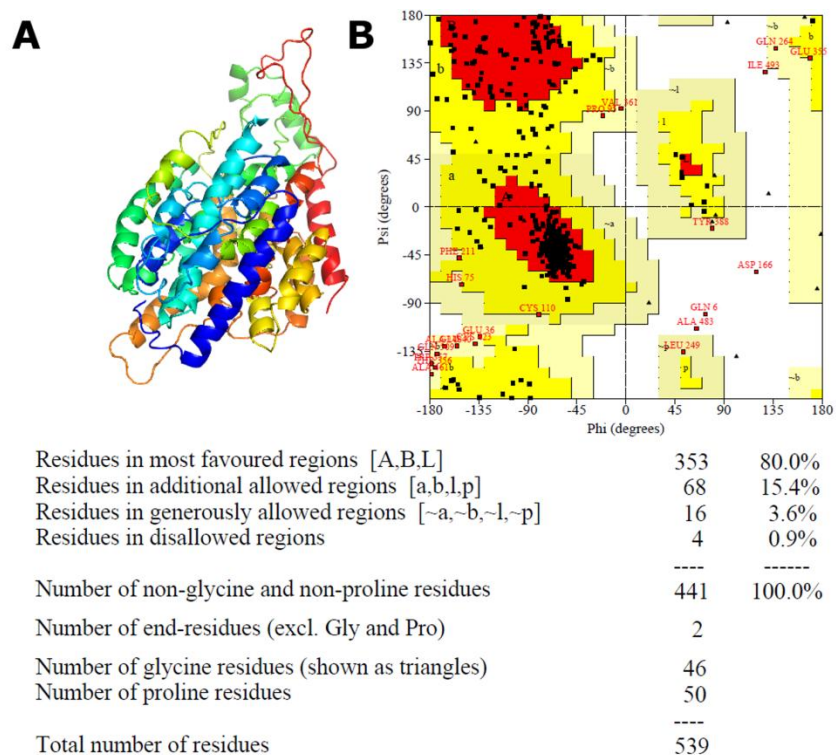 A
B
180
135
90
45
0
-45
-90
-135
-180 -135 -90 -45 0 45 90 135 180
Psi (degrees)
Phi (degrees)
B
b
~b
~b
b
GLN 264
GLU 355
ILE 493
VAL 361
~l
l
a
A
~a
TYR 388
PHE 211
ASP 166
HIS 75
CYS 110
GLN 6
ALA 483
GLU 36
LEU 249
~p
p
~b
b
Residues in most favoured regions [A,B,L] 353 80.0%
Residues in additional allowed regions [a,b,l,p] 68 15.4%
Residues in generously allowed regions [~a,~b,~l,~p] 16 3.6%
Residues in disallowed regions 4 0.9%
---- ------
Number of non-glycine and non-proline residues 441 100.0%
Number of end-residues (excl. Gly and Pro) 2
Number of glycine residues (shown as triangles) 46
Number of proline residues 50
----
Total number of residues 539